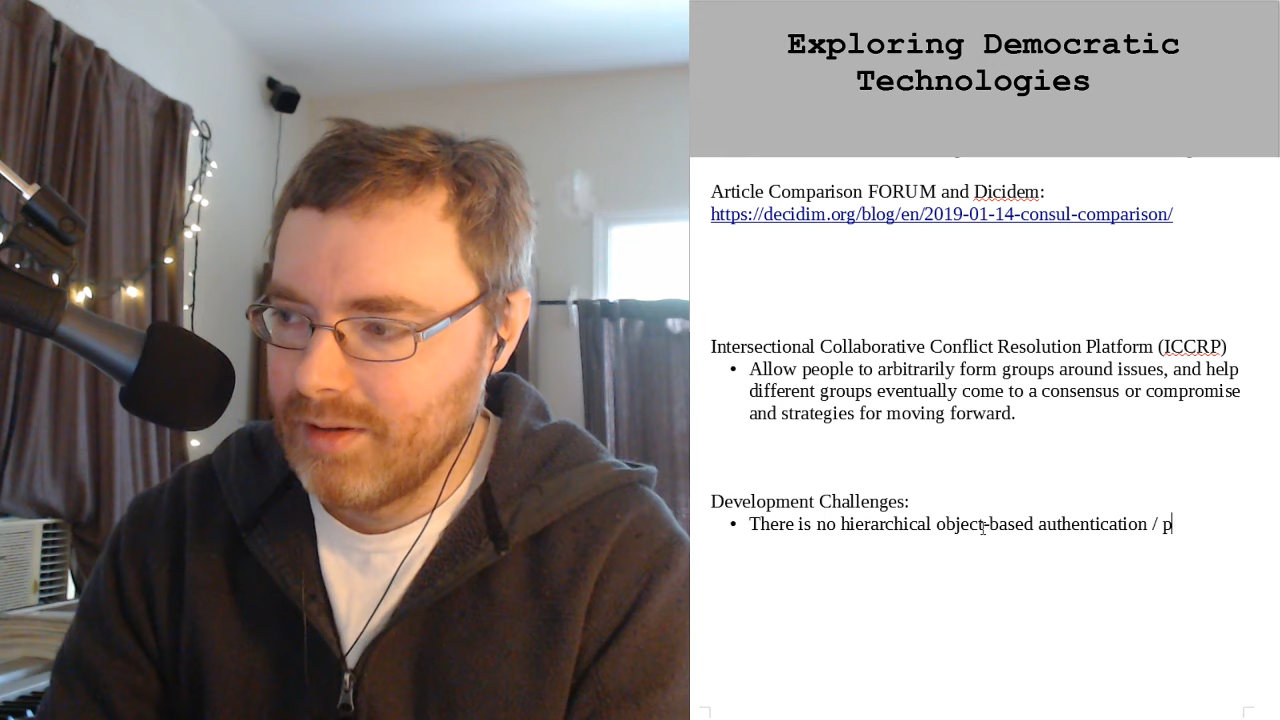 Exploring Democratic
Technologies
Article Comparison FORUM and Dicidem:
https://decidim.org/blog/en/2019-01-14-consul-comparison/
Intersectional Collaborative Conflict Resolution Platform (ICCRP)
• Allow people to arbitrarily form groups around issues, and help
different groups eventually come to a consensus or compromise
and strategies for moving forward.
Development Challenges:
• There is no hierarchical object-based authentication / p